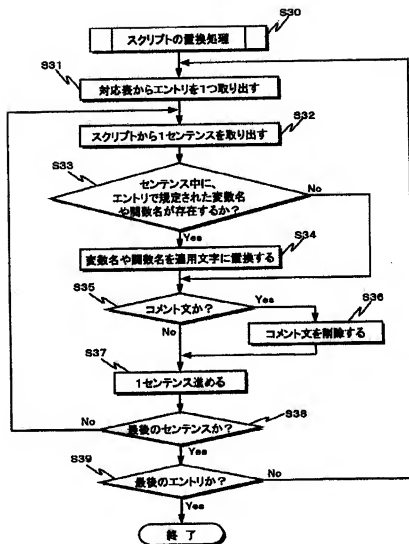 S30
スクリプトの置換処理
S31
対応表からエントリを1つ取り出す
S32
スクリプトから1センテンスを取り出す
S33
センテンス中に、
エントリで規定された変数名
や関数名が存在するか?
No
Yes
S34
変数名や関数名を適用文字に置換する
S35
コメント文か?
Yes
S36
No
コメント文を削除する
S37
1センテンス進める
S38
No
最後のセンテンスか?
Yes
S39
最後のエントリか?
No
Yes
終 了